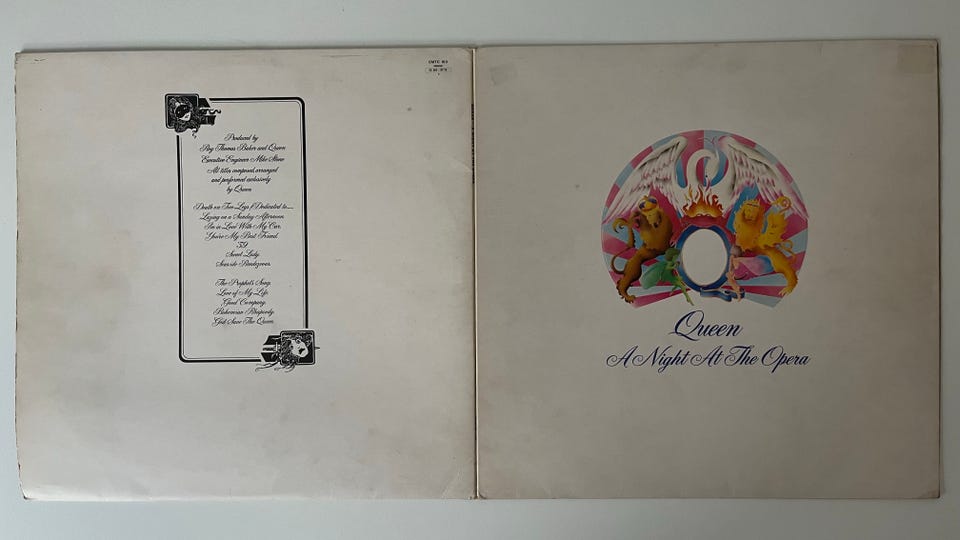 EMTC 103
Produced by
Roy Thomas Baker and Queen
Executive Engineer Mike Stone
All titles composed, arranged
and performed exclusively
by Queen
Death on Two Legs (Dedicated to......
Lazing on a Sunday Afternoon.
I'm in Love With My Car.
You're My Best Friend.
'39
Sweet Lady.
Seaside Rendezvous.
The Prophet's Song.
Love of My Life.
Good Company.
Bohemian Rhapsody.
God Save The Queen.
Queen
A Night At The Opera